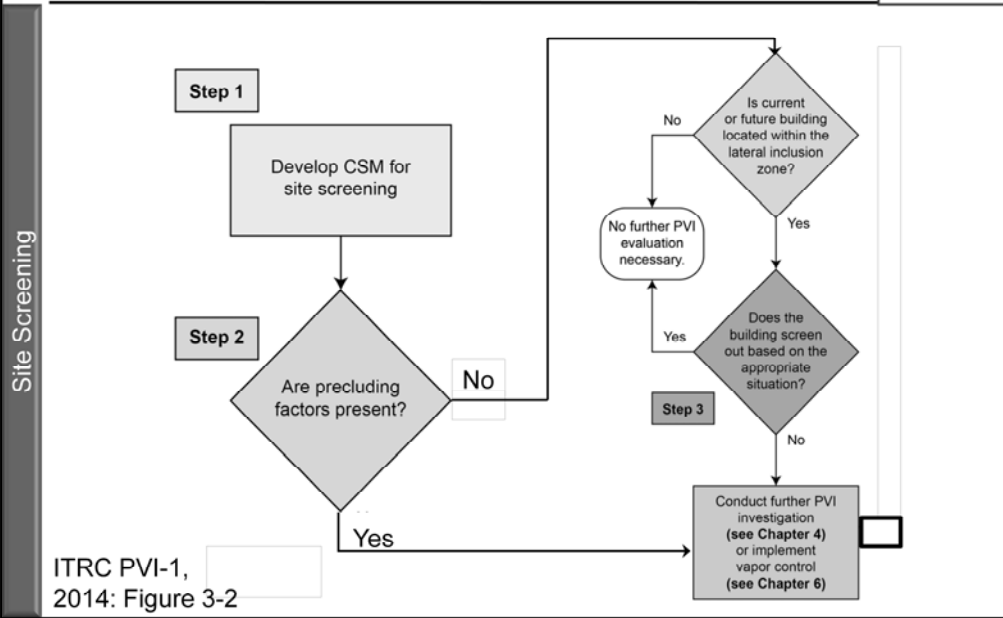 Site Screening
Step 1
Develop CSM for
site screening
Step 2
Are precluding
factors present?
No
Yes
Is current
or future building
located within the
lateral inclusion
zone?
No
Yes
No further PVI
evaluation
necessary.
Does the
building screen
out based on the
appropriate
situation?
Yes
Step 3
No
Conduct further PVI
investigation
(see Chapter 4)
or implement
vapor control
(see Chapter 6)
ITRC PVI-1,
2014: Figure 3-2